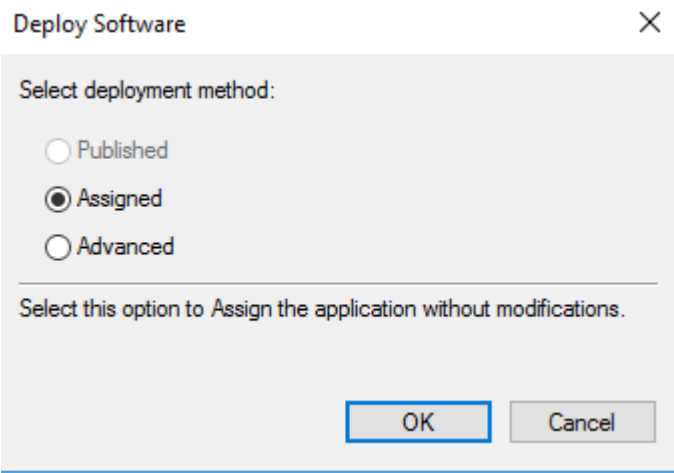 Deploy Software
Select deployment method:
Published
Assigned
Advanced
Select this option to Assign the application without modifications.
OK
Cancel